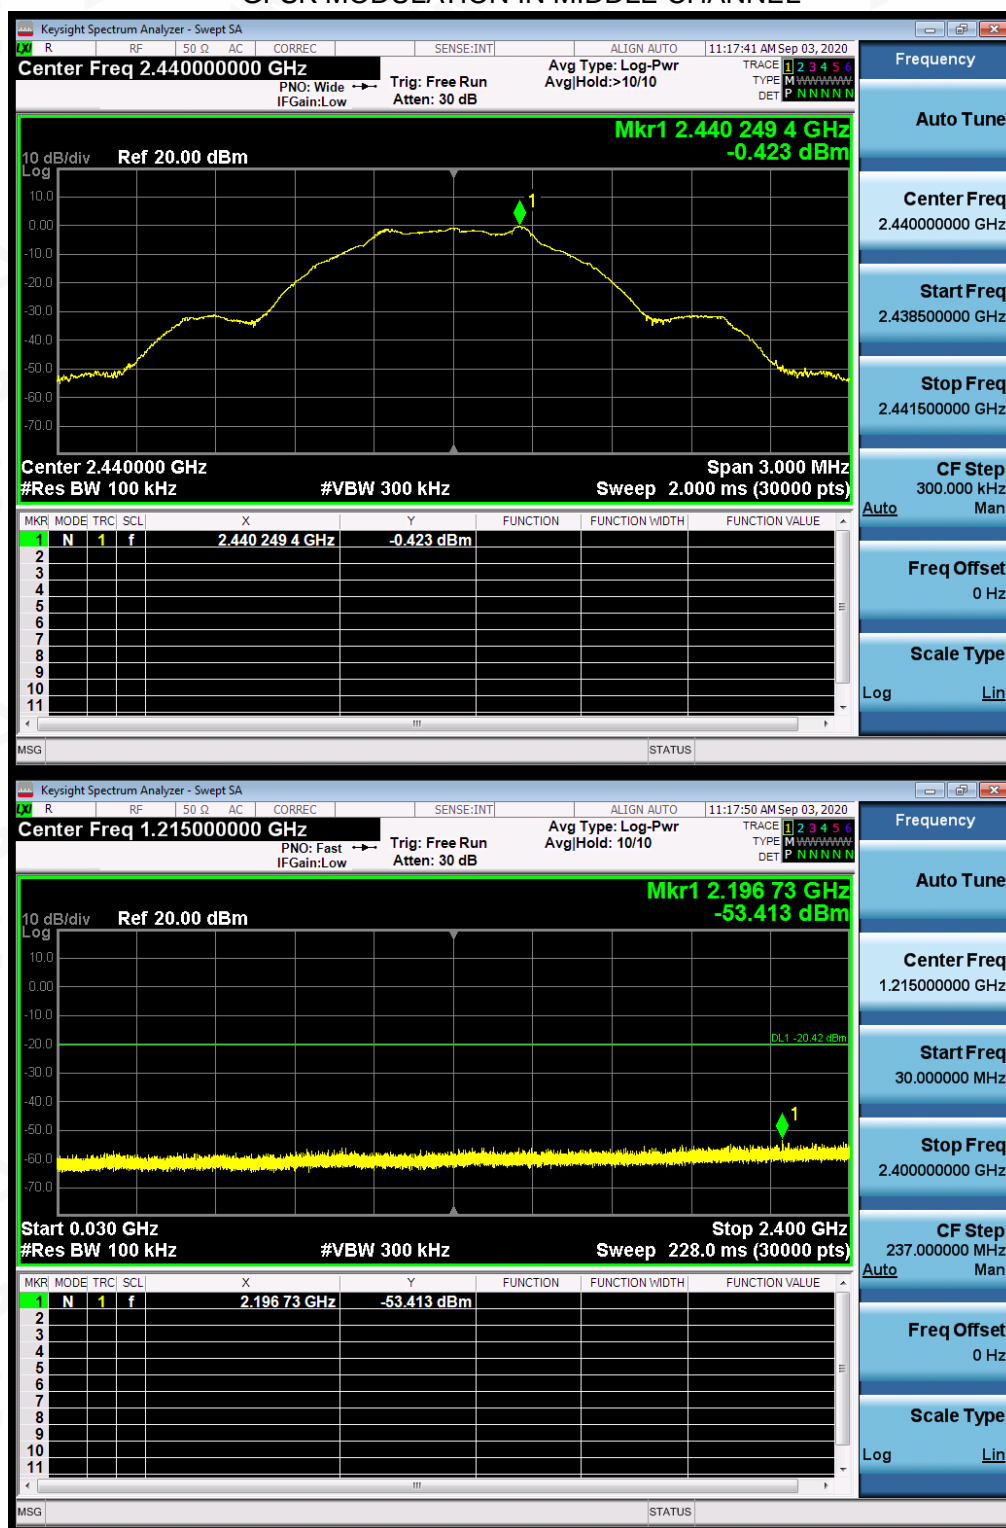 GFSK MODULATION IN MIDDLE CHANNEL
Keysight Spectrum Analyzer - Swept SA
LXI R RF 50 Ω AC CORREC SENSE:INT ALIGN AUTO 11:17:41 AM Sep 03, 2020
Center Freq 2.440000000 GHz Avg Type: Log-Pwr TRACE 1 2 3 4 5 6
PNO: Wide Trig: Free Run Avg|Hold:>10/10 TYPE M WWWWW
IFGain:Low Atten: 30 dB DET P N N N N N
Mkr1 2.440 249 4 GHz
10 dB/div Ref 20.00 dBm -0.423 dBm
Log
10.0
0.00
-10.0
-20.0
-30.0
-40.0
-50.0
-60.0
-70.0
1
Center 2.440000 GHz Span 3.000 MHz
#Res BW 100 kHz #VBW 300 kHz Sweep 2.000 ms (30000 pts)
MKR MODE TRC SCL X Y FUNCTION FUNCTION WIDTH FUNCTION VALUE
1 N 1 f 2.440 249 4 GHz -0.423 dBm
2
3
4
5
6
7
8
9
10
11
MSG STATUS
Frequency
Auto Tune
Center Freq
2.440000000 GHz
Start Freq
2.438500000 GHz
Stop Freq
2.441500000 GHz
CF Step
300.000 kHz
Auto Man
Freq Offset
0 Hz
Scale Type
Log Lin
Keysight Spectrum Analyzer - Swept SA
LXI R RF 50 Ω AC CORREC SENSE:INT ALIGN AUTO 11:17:50 AM Sep 03, 2020
Center Freq 1.215000000 GHz Avg Type: Log-Pwr TRACE 1 2 3 4 5 6
PNO: Fast Trig: Free Run Avg|Hold: 10/10 TYPE M WWWWW
IFGain:Low Atten: 30 dB DET P N N N N N
Mkr1 2.196 73 GHz
10 dB/div Ref 20.00 dBm -53.413 dBm
Log
10.0
0.00
-10.0
-20.0
-30.0
-40.0
-50.0
-60.0
-70.0
DL1 -20.42 dBm
1
Start 0.030 GHz Stop 2.400 GHz
#Res BW 100 kHz #VBW 300 kHz Sweep 228.0 ms (30000 pts)
MKR MODE TRC SCL X Y FUNCTION FUNCTION WIDTH FUNCTION VALUE
1 N 1 f 2.196 73 GHz -53.413 dBm
2
3
4
5
6
7
8
9
10
11
MSG STATUS
Frequency
Auto Tune
Center Freq
1.215000000 GHz
Start Freq
30.000000 MHz
Stop Freq
2.400000000 GHz
CF Step
237.000000 MHz
Auto Man
Freq Offset
0 Hz
Scale Type
Log Lin